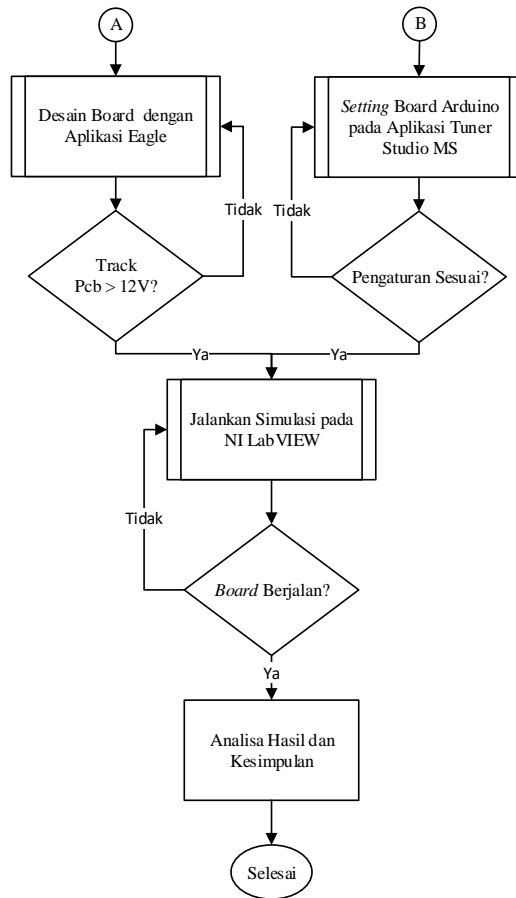 A
B
Desain Board dengan
Aplikasi Eagle
Setting Board Arduino
pada Aplikasi Tuner
Studio MS
Tidak
Tidak
Track
Pcb > 12V?
Pengaturan Sesuai?
Ya
Ya
Jalankan Simulasi pada
NI LabVIEW
Tidak
Board Berjalan?
Ya
Analisa Hasil dan
Kesimpulan
Selesai